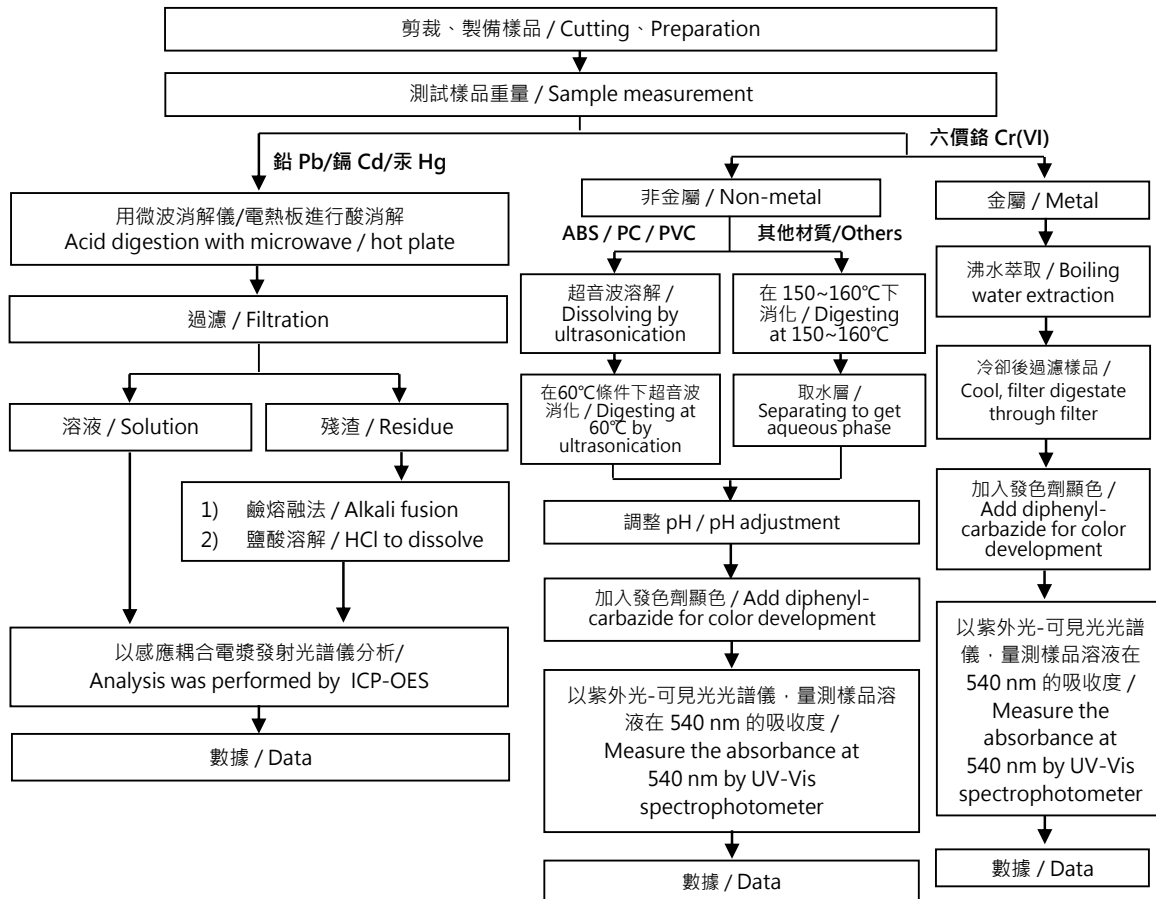 剪裁、製備樣品 / Cutting、Preparation
測試樣品重量 / Sample measurement
鉛 Pb/鎘 Cd/汞 Hg
用微波消解儀/電熱板進行酸消解
Acid digestion with microwave / hot plate
過濾 / Filtration
溶液 / Solution
殘渣 / Residue
1) 鹼熔融法 / Alkali fusion
2) 鹽酸溶解 / HCl to dissolve
以感應耦合電漿發射光譜儀分析/
Analysis was performed by ICP-OES
數據 / Data
六價鉻 Cr(VI)
非金屬 / Non-metal
ABS / PC / PVC
超音波溶解 /
Dissolving by
ultrasonication
在60℃條件下超音波
消化 / Digesting at
60℃ by
ultrasonication
其他材質/Others
在 150~160℃下
消化 / Digesting
at 150~160℃
取水層 /
Separating to get
aqueous phase
調整 pH / pH adjustment
加入發色劑顯色 / Add diphenyl-
carbazide for color development
以紫外光-可見光光譜儀，量測樣品溶
液在 540 nm 的吸收度 /
Measure the absorbance at
540 nm by UV-Vis
spectrophotometer
數據 / Data
金屬 / Metal
沸水萃取 / Boiling
water extraction
冷卻後過濾樣品 /
Cool, filter digestate
through filter
加入發色劑顯色 /
Add diphenyl-
carbazide for color
development
以紫外光-可見光光譜
儀，量測樣品溶液在
540 nm 的吸收度 /
Measure the
absorbance at
540 nm by UV-Vis
spectrophotometer
數據 / Data